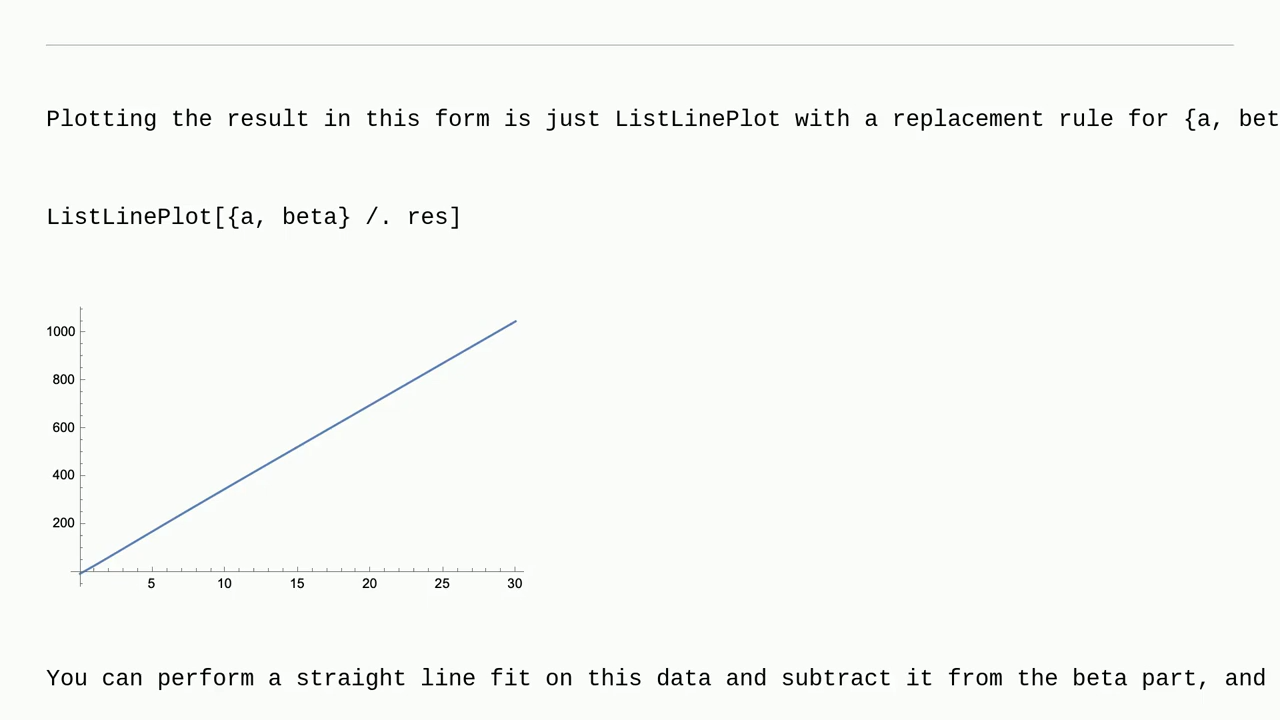 Plotting the result in this form is just ListLinePlot with a replacement rule for {a, bet
ListLinePlot[{a, beta} /. res]
1000
800
600
400
200
5 10 15 20 25 30
You can perform a straight line fit on this data and subtract it from the beta part, and